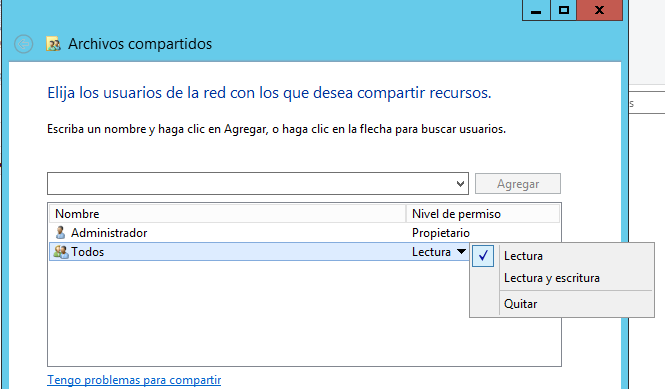 Archivos compartidos
Elija los usuarios de la red con los que desea compartir recursos.
Escriba un nombre y haga clic en Agregar, o haga clic en la flecha para buscar usuarios.
Agregar
Nombre Nivel de permiso
Administrador Propietario
Todos Lectura
Lectura
Lectura y escritura
Quitar
Tengo problemas para compartir